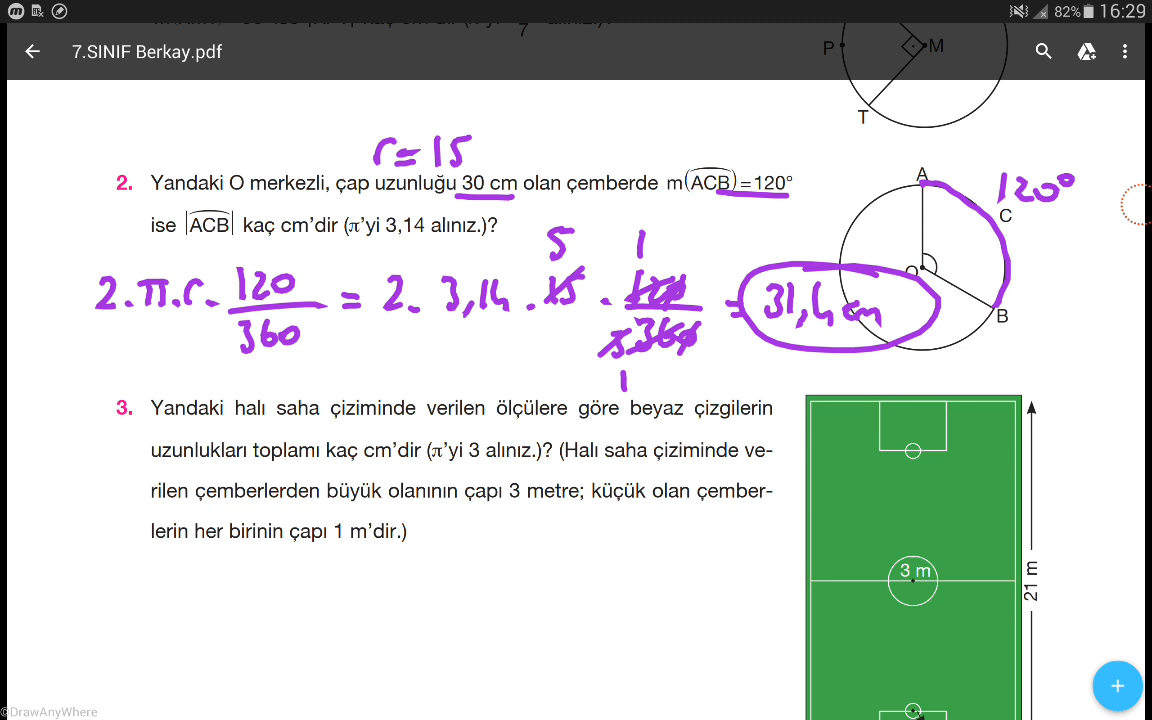 82% 16:29
7.SINIF Berkay.pdf
P M
T
r = 15
2. Yandaki O merkezli, çap uzunluğu 30 cm olan çemberde m(ACB)=120°
ise |ACB| kaç cm'dir (π'yi 3,14 alınız.)?
A
120°
C
O
B
5 1
2.π.r. 120/360 = 2. 3,14 . 15 . 120/360 = 31,4 cm
3
1
3. Yandaki halı saha çiziminde verilen ölçülere göre beyaz çizgilerin
uzunlukları toplamı kaç cm'dir (π'yi 3 alınız.)? (Halı saha çiziminde ve-
rilen çemberlerden büyük olanının çapı 3 metre; küçük olan çember-
lerin her birinin çapı 1 m'dir.)
3 m
21 m
©DrawAnyWhere